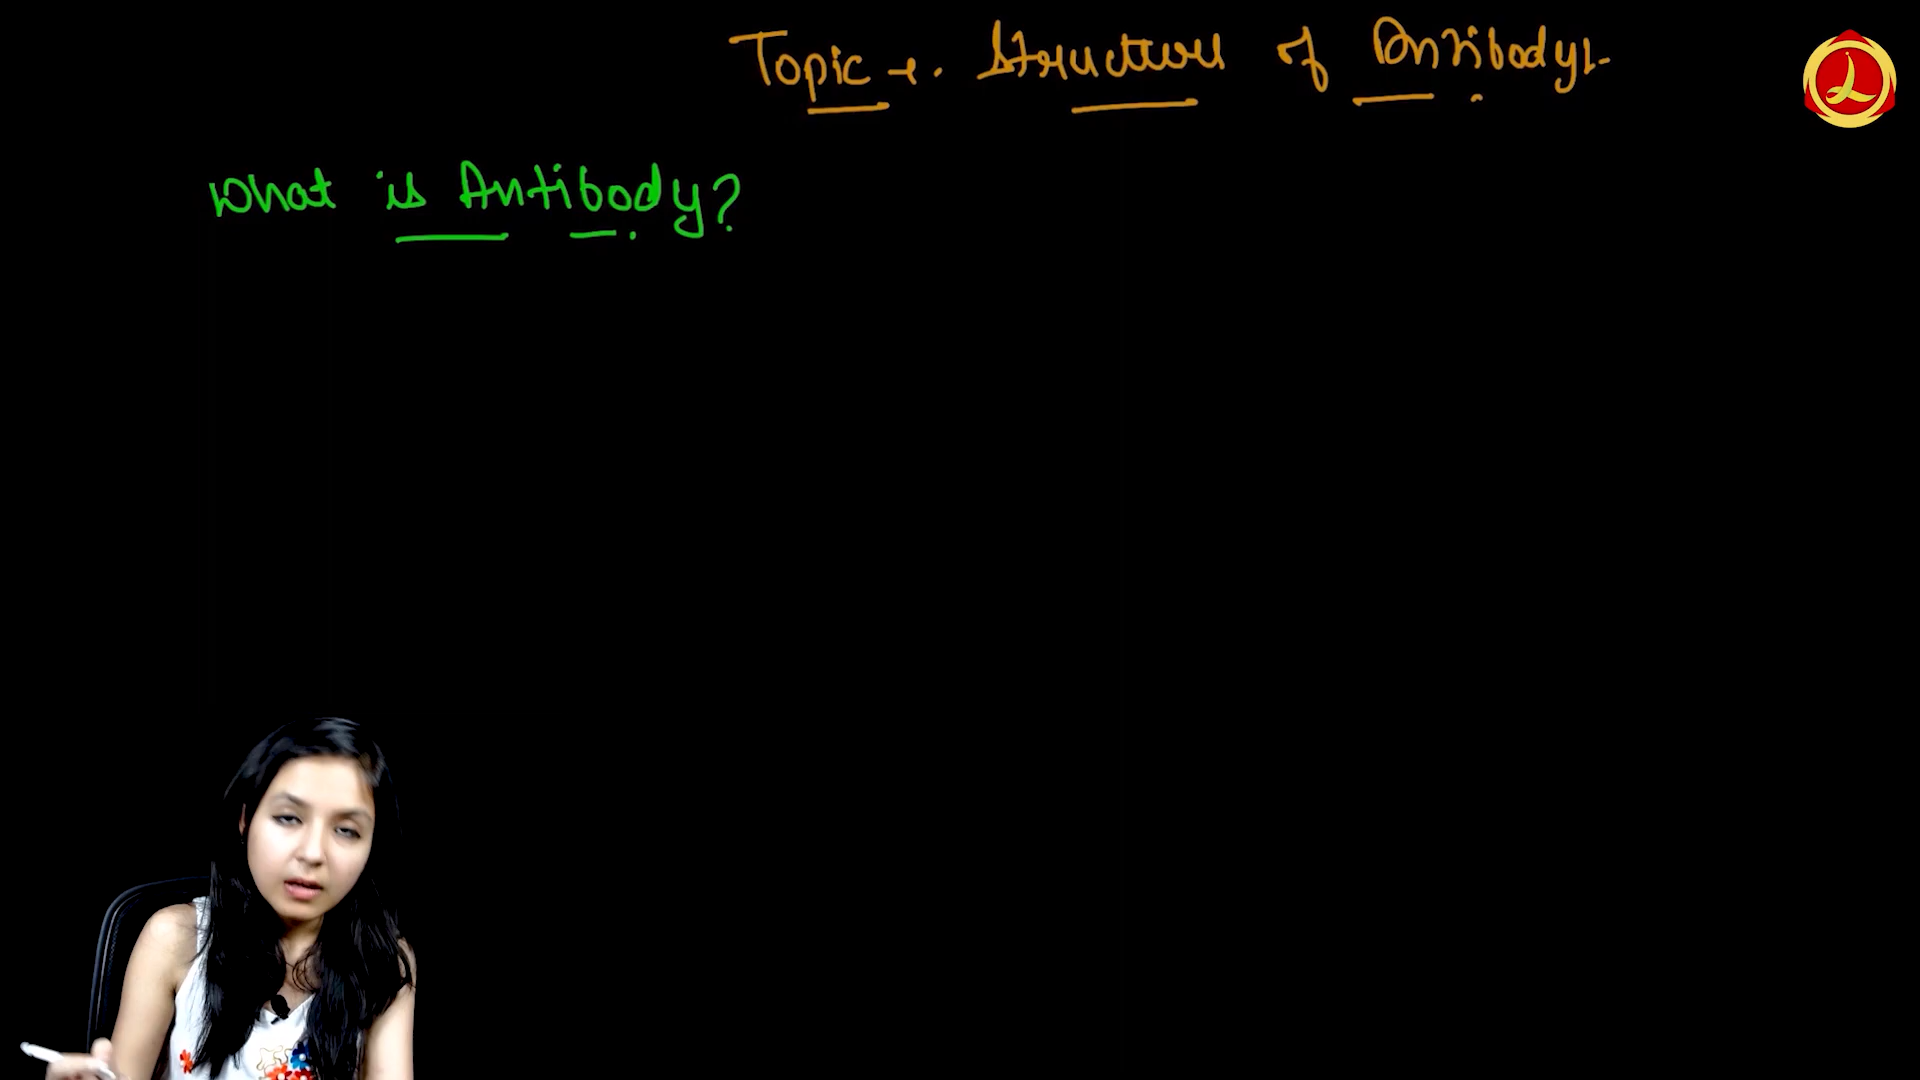 Topic :- Structure of Antibody :-
What is Antibody?